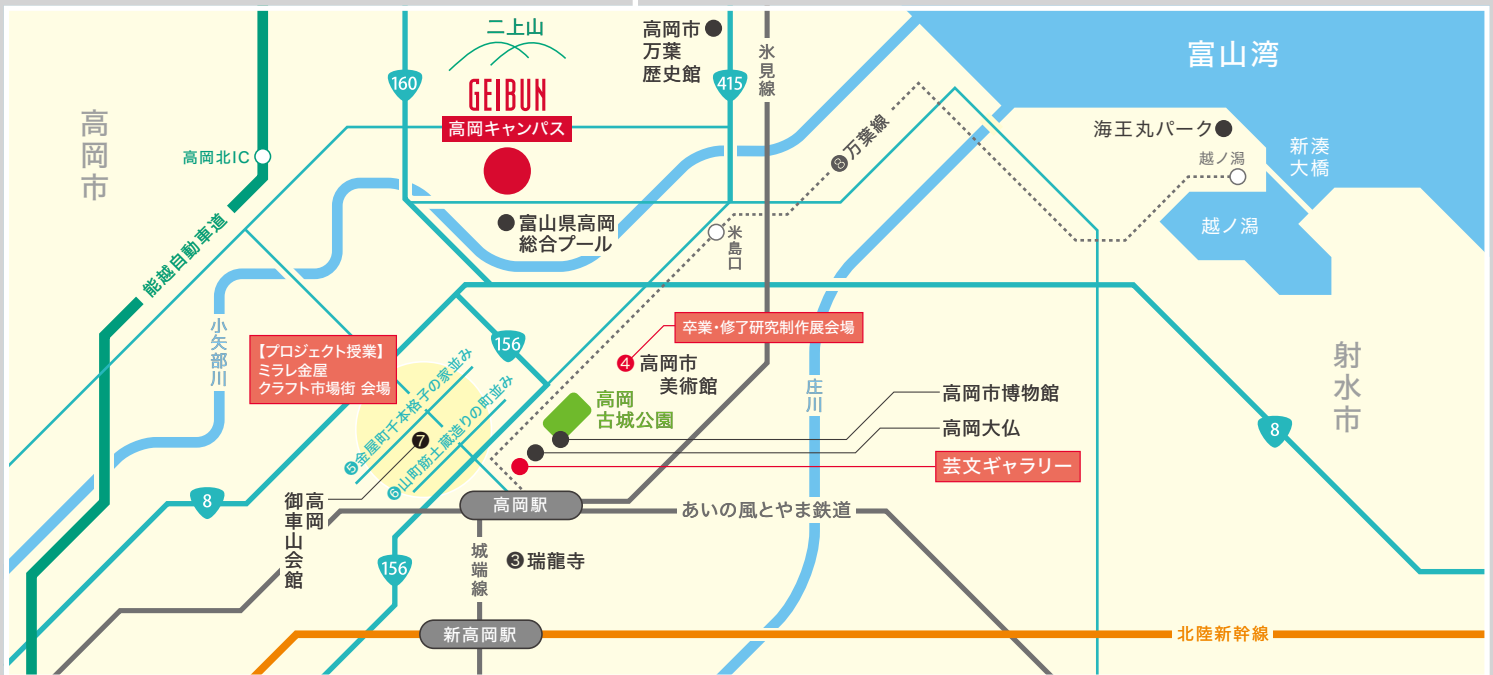 二上山
GEIBUN
高岡キャンパス
高岡市
万葉
歴史館
160
415
氷見線
富山湾
高岡市
高岡北IC
能越自動車道
小矢部川
富山県高岡
総合プール
❽万葉線
米島口
海王丸パーク
越ノ潟
新湊
大橋
越ノ潟
射水市
【プロジェクト授業】
ミラレ金屋
クラフト市場街 会場
156
卒業・修了研究制作展会場
❹高岡市
美術館
高岡
古城公園
庄川
高岡市博物館
高岡大仏
芸文ギャラリー
8
❺金屋町千本格子の家並み
❼
❻山町筋土蔵造りの町並み
8
高岡
御車山会館
高岡駅
あいの風とやま鉄道
156
城端線
❸瑞龍寺
新高岡駅
北陸新幹線